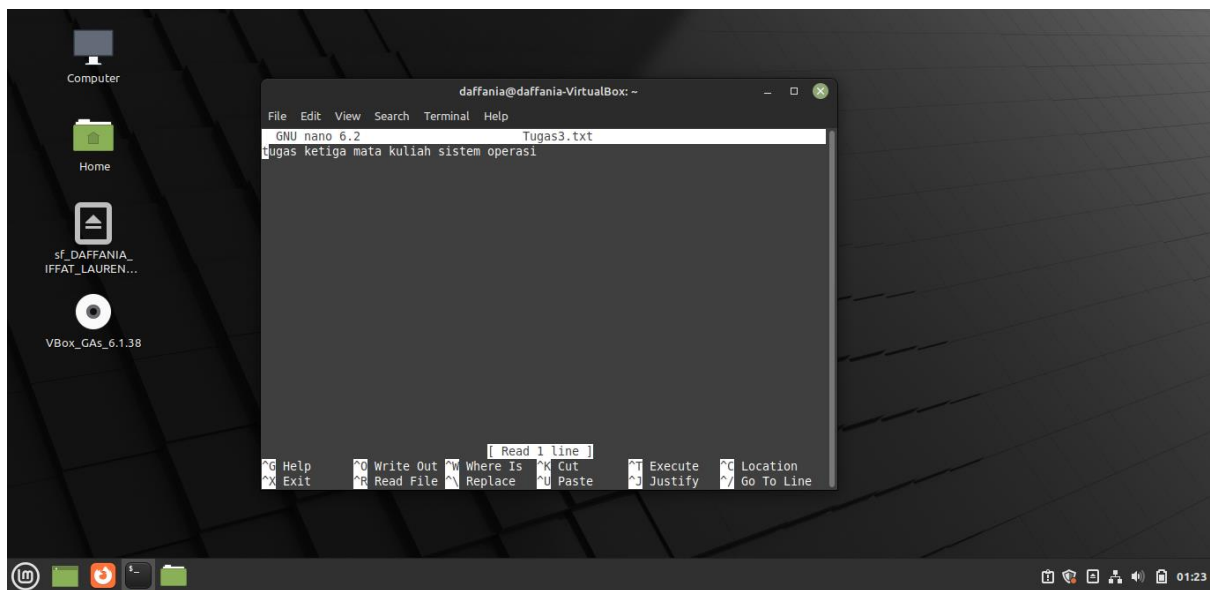 Computer
Home
sf_DAFFANIA_
IFFAT_LAUREN...
VBox_GAs_6.1.38
daffania@daffania-VirtualBox: ~
File Edit View Search Terminal Help
GNU nano 6.2 Tugas3.txt
tugas ketiga mata kuliah sistem operasi
[ Read 1 line ]
^G Help ^O Write Out ^W Where Is ^K Cut ^T Execute ^C Location
^X Exit ^R Read File ^\ Replace ^U Paste ^J Justify ^/ Go To Line
lm $_ 01:23